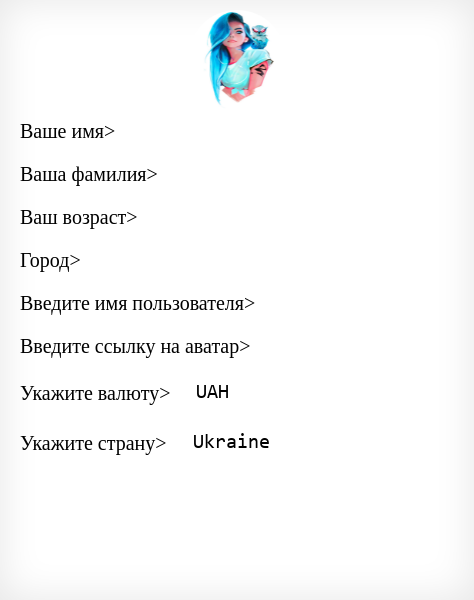 Ваше имя>
Ваша фамилия>
Ваш возраст>
Город>
Введите имя пользователя>
Введите ссылку на аватар>
Укажите валюту> UAH
Укажите страну> Ukraine